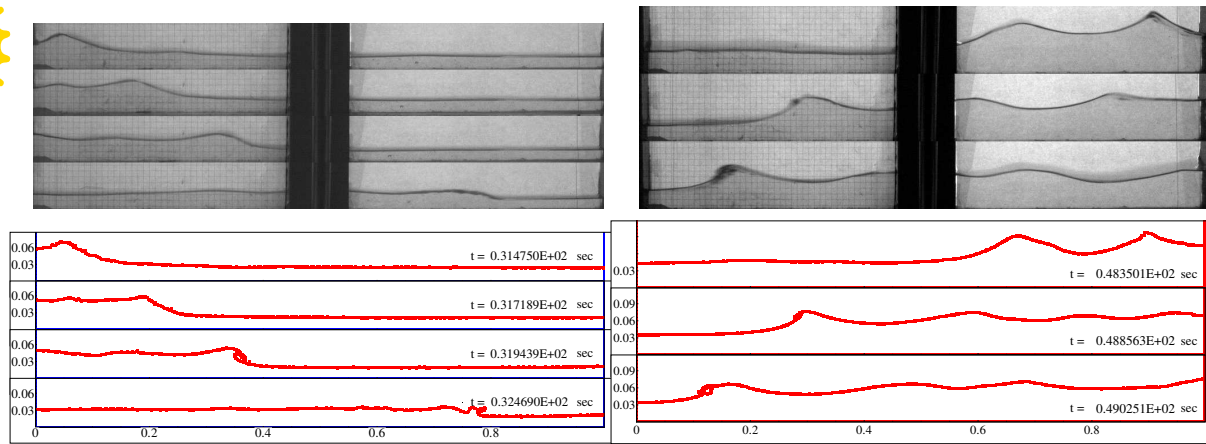 0.06
0.03
t = 0.314750E+02 sec
0.06
0.03
t = 0.317189E+02 sec
0.06
0.03
t = 0.319439E+02 sec
0.06
0.03
t = 0.324690E+02 sec
0 0.2 0.4 0.6 0.8
0.03
t = 0.483501E+02 sec
0.09
0.06
0.03
t = 0.488563E+02 sec
0.09
0.06
0.03
t = 0.490251E+02 sec
0 0.2 0.4 0.6 0.8